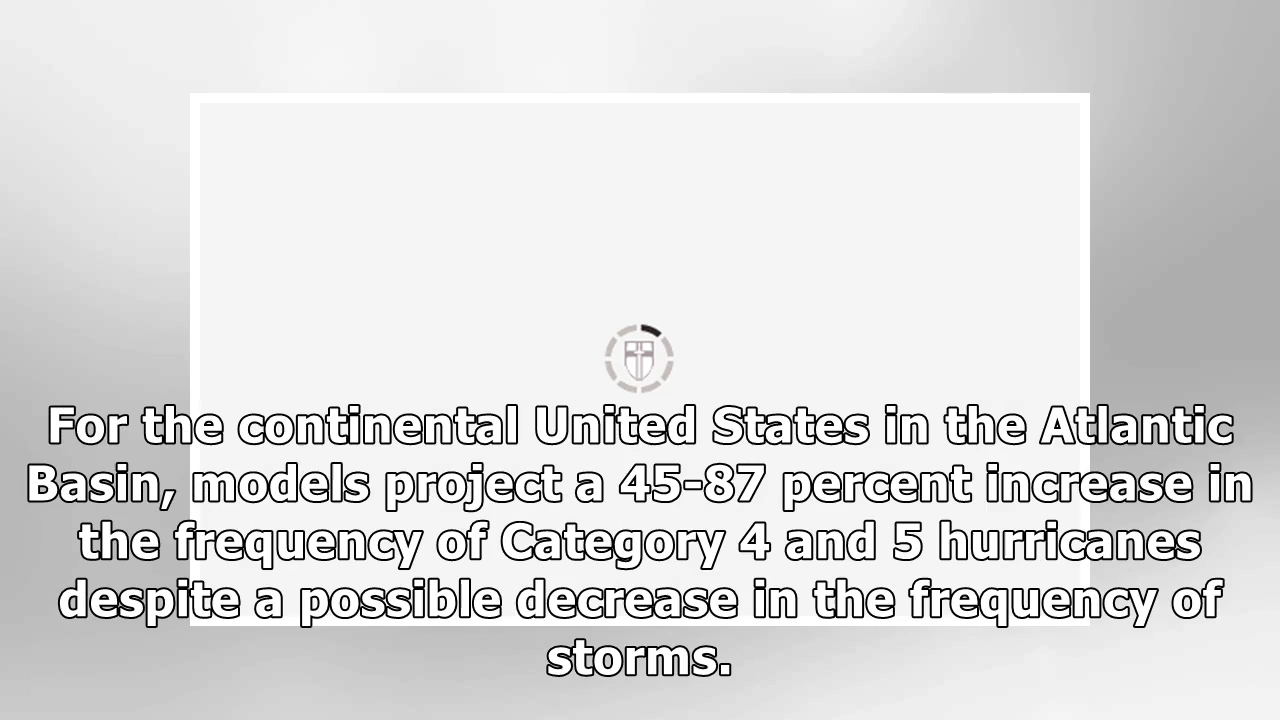 For the continental United States in the Atlantic
Basin, models project a 45-87 percent increase in
the frequency of Category 4 and 5 hurricanes
despite a possible decrease in the frequency of
storms.